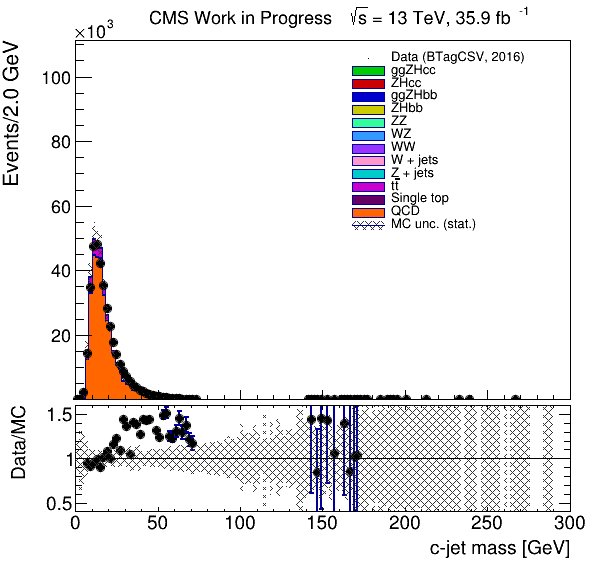 ×10³
CMS Work in Progress √s = 13 TeV, 35.9 fb⁻¹
Events/2.0 GeV
100
80
60
40
20
Data (BTagCSV, 2016)
ggZHcc
ZHcc
ggZHbb
ZHbb
ZZ
WZ
WW
W + jets
Z + jets
tt̅
Single top
QCD
MC unc. (stat.)
Data/MC
1.5
1
0.5
0 50 100 150 200 250 300
c-jet mass [GeV]